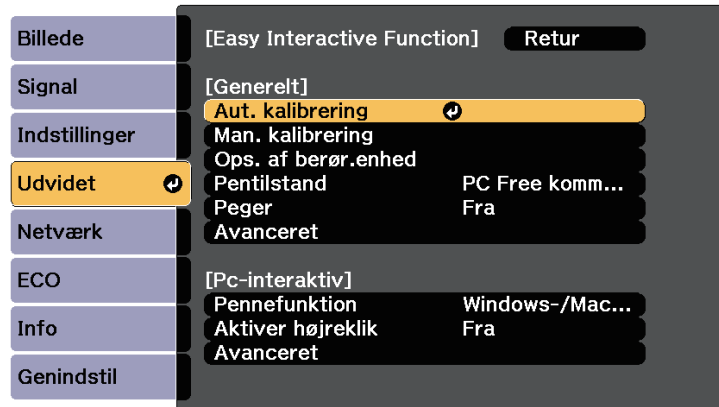 Billede
Signal
Indstillinger
Udvidet
Netværk
ECO
Info
Genindstil
[Easy Interactive Function] Retur
[Generelt]
Aut. kalibrering
Man. kalibrering
Ops. af berør.enhed
Pentilstand PC Free komm...
Peger Fra
Avanceret
[Pc-interaktiv]
Pennefunktion Windows-/Mac...
Aktiver højreklik Fra
Avanceret